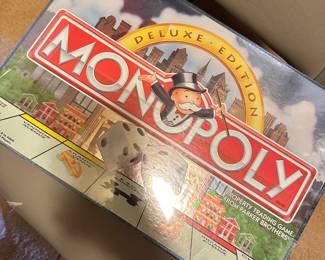 DELUXE · EDITION
MONOPOLY
PROPERTY TRADING GAME
FROM PARKER BROTHERS